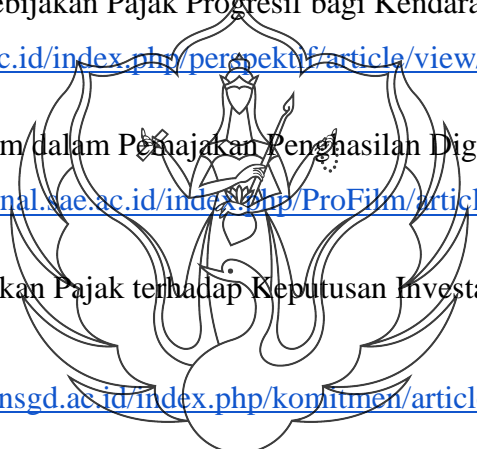 ebijakan Pajak Progresif bagi Kendara
c.id/index.php/perspektif/article/view/
m dalam Pemajakan Penghasilan Dig
nal.sae.ac.id/index.php/ProFilm/articl
kan Pajak terhadap Keputusan Investa
nsgd.ac.id/index.php/komitmen/articl